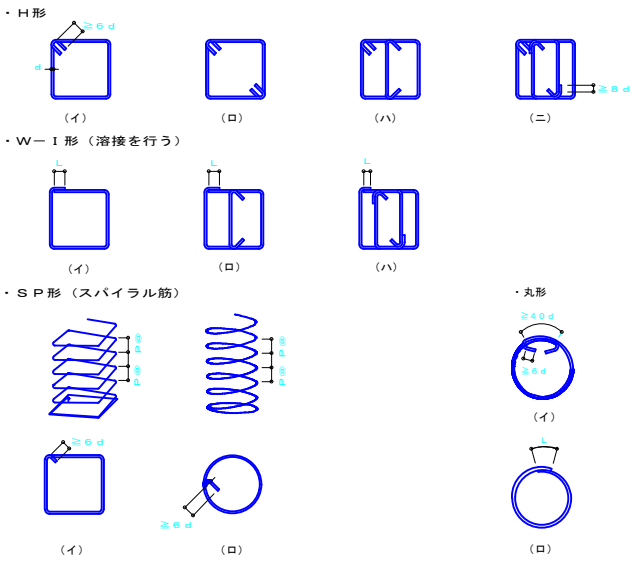 ・Ｈ形
≧６ｄ
ｄ
≧８ｄ
（イ） （ロ） （ハ） （ニ）
・Ｗ－Ｉ形（溶接を行う）
Ｌ Ｌ Ｌ
（イ） （ロ） （ハ）
・ＳＰ形（スパイラル筋） ・丸形
≧４０ｄ
Ｐ＠ Ｐ＠
Ｐ＠ Ｐ＠
≧６ｄ
（イ）
≧６ｄ
Ｌ
≧６ｄ
（イ） （ロ） （ロ）